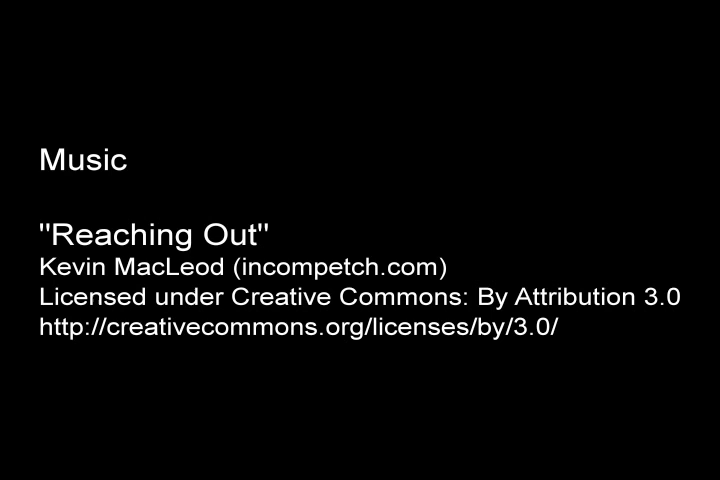 Music
"Reaching Out"
Kevin MacLeod (incompetch.com)
Licensed under Creative Commons: By Attribution 3.0
http://creativecommons.org/licenses/by/3.0/